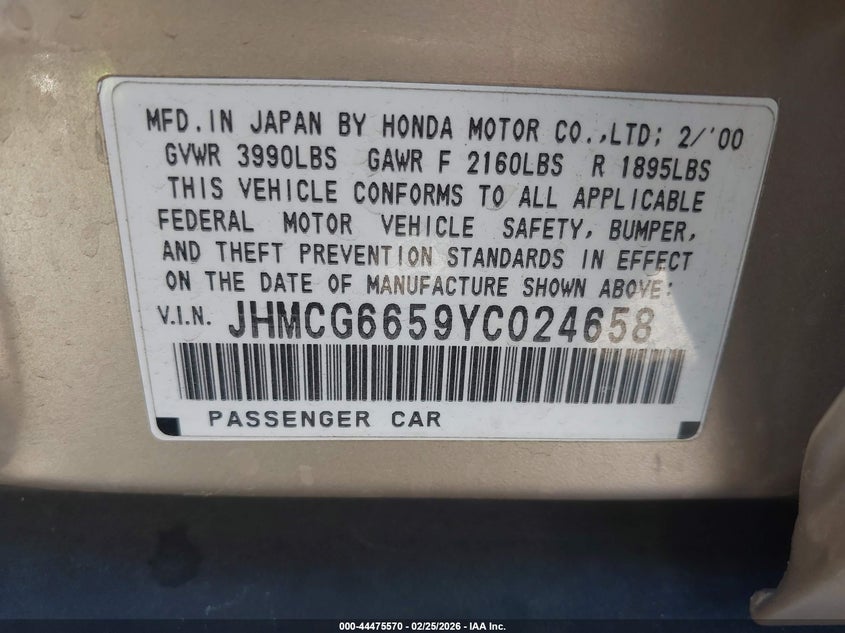 MFD. IN JAPAN BY HONDA MOTOR CO.,LTD; 2/'00
GVWR 3990LBS GAWR F 2160LBS R 1895LBS
THIS VEHICLE CONFORMS TO ALL APPLICABLE
FEDERAL MOTOR VEHICLE SAFETY, BUMPER,
AND THEFT PREVENTION STANDARDS IN EFFECT
ON THE DATE OF MANUFACTURE SHOWN ABOVE:
V.I.N. JHMCG6659YC024658
PASSENGER CAR
000-44475570 | 02/25/2026 - IAA Inc.